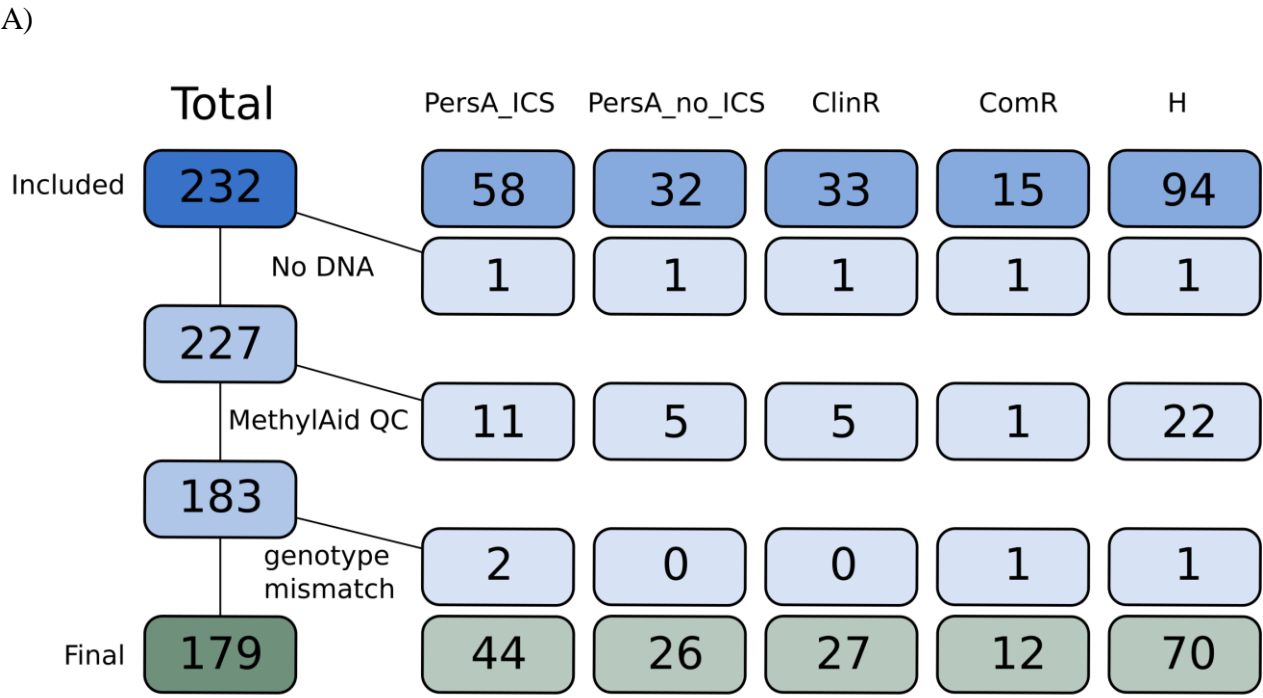 A)
Total PersA_ICS PersA_no_ICS ClinR ComR H
Included 232 58 32 33 15 94
No DNA 1 1 1 1 1
227
MethylAid QC 11 5 5 1 22
183
genotype
mismatch 2 0 0 1 1
Final 179 44 26 27 12 70